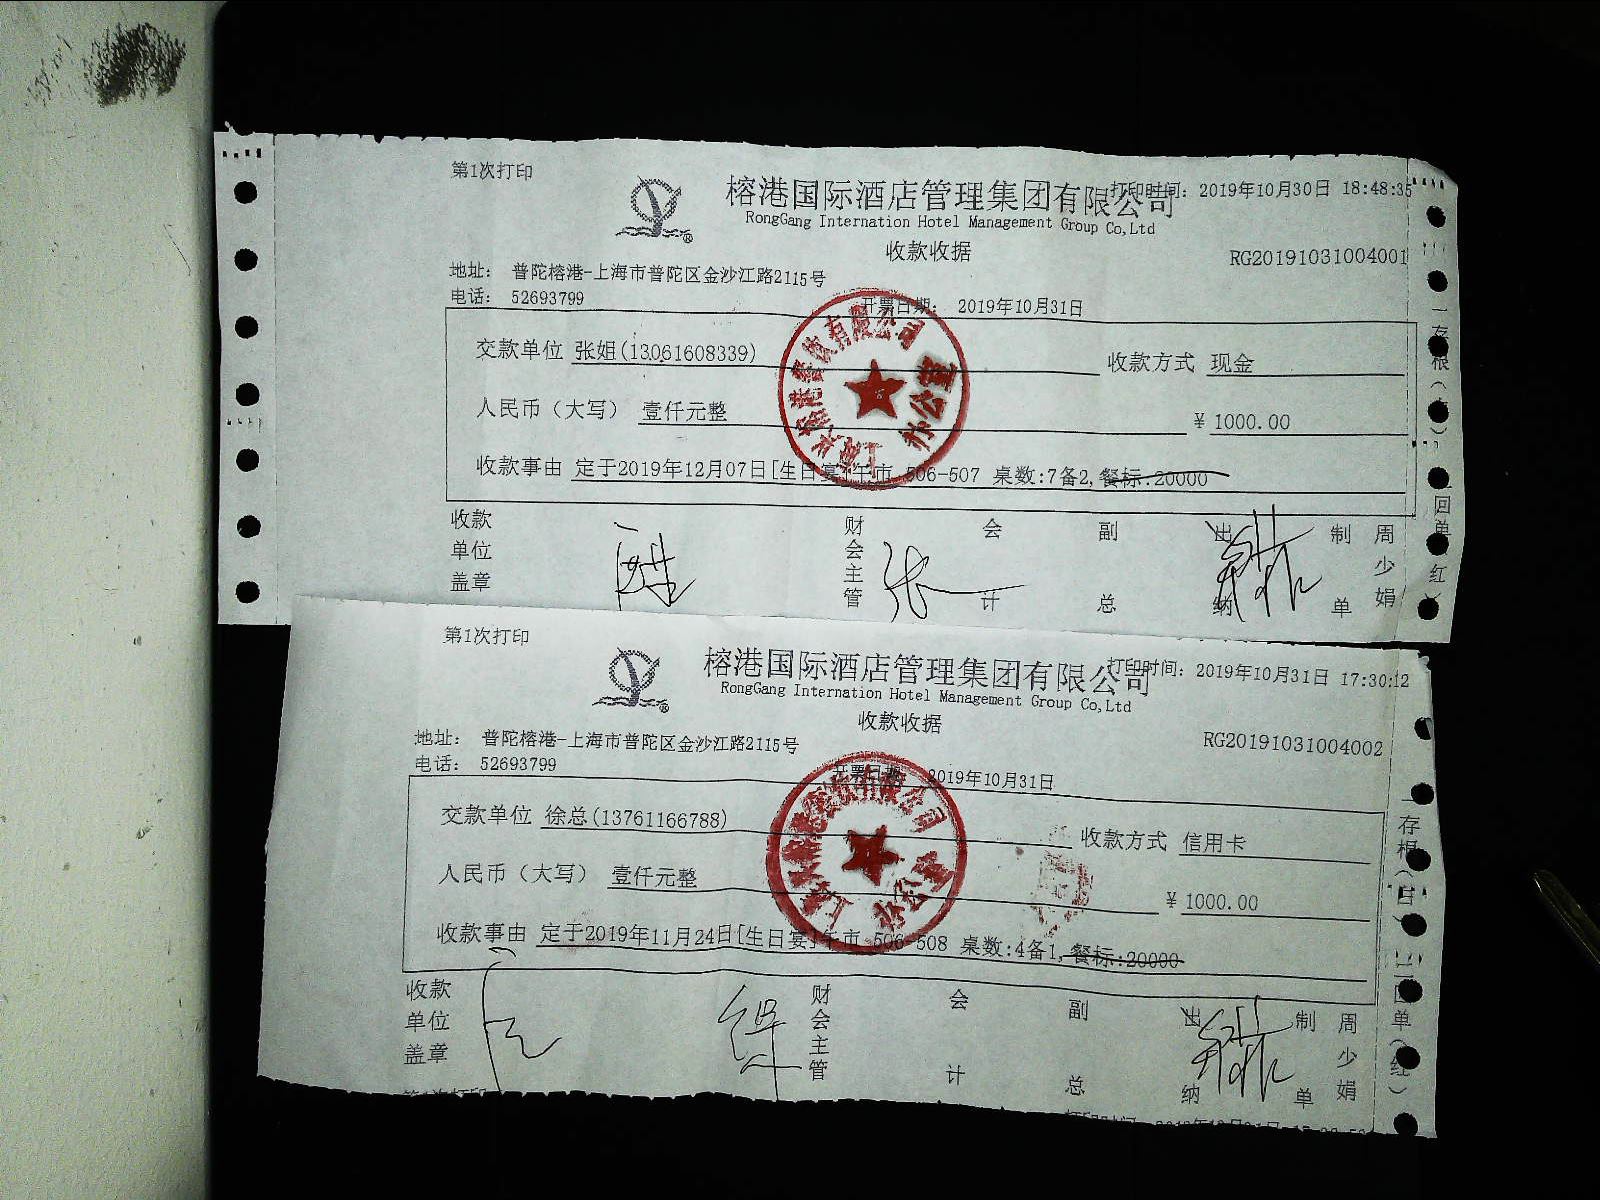 第1次打印
榕港国际酒店管理集团有限公司
打印时间: 2019年10月30日 18:48:35
RongGang Internation Hotel Management Group Co,Ltd
收款收据
RG20191031004001
地址: 普陀榕港-上海市普陀区金沙江路2115号
电话: 52693799
开票日期: 2019年10月31日
交款单位 张姐(13061608339) 收款方式 现金
人民币(大写) 壹仟元整 ¥ 1000.00
收款事由 定于2019年12月07日[生日宴]午市 506-507 桌数:7备2, 餐标:20000
收款单位盖章 财会主管 会计 副总 出纳 制单 周少娟
办公室
第1次打印
榕港国际酒店管理集团有限公司
打印时间: 2019年10月31日 17:30:12
RongGang Internation Hotel Management Group Co,Ltd
收款收据
RG20191031004002
地址: 普陀榕港-上海市普陀区金沙江路2115号
电话: 52693799
开票日期: 2019年10月31日
交款单位 徐总(13761166788) 收款方式 信用卡
人民币(大写) 壹仟元整 ¥ 1000.00
收款事由 定于2019年11月24日[生日宴]午市 506-508 桌数:4备1, 餐标:20000
收款单位盖章 财会主管 会计 副总 出纳 制单 周少娟
办公室